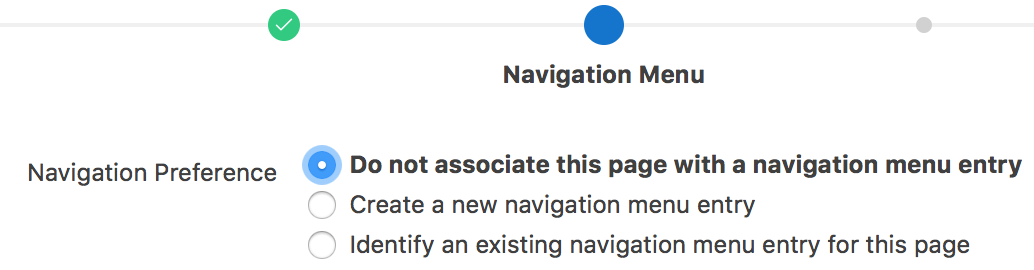 Navigation Menu
Navigation Preference
Do not associate this page with a navigation menu entry
Create a new navigation menu entry
Identify an existing navigation menu entry for this page